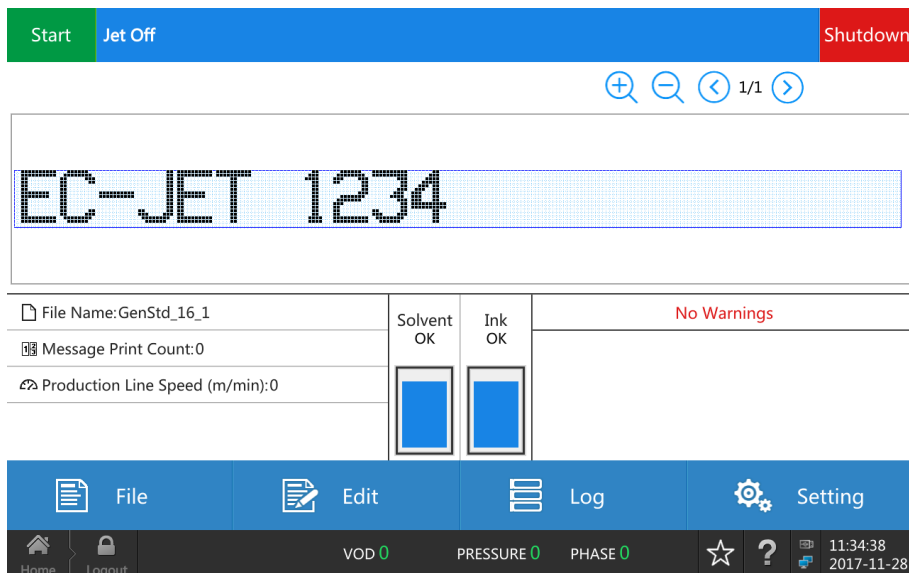 Start Jet Off Shutdown
1/1
EC-JET 1234
File Name:GenStd_16_1
Message Print Count:0
Production Line Speed (m/min):0
Solvent
OK
Ink
OK
No Warnings
File Edit Log Setting
Home Logout VOD 0 PRESSURE 0 PHASE 0 ? 11:34:38
2017-11-28